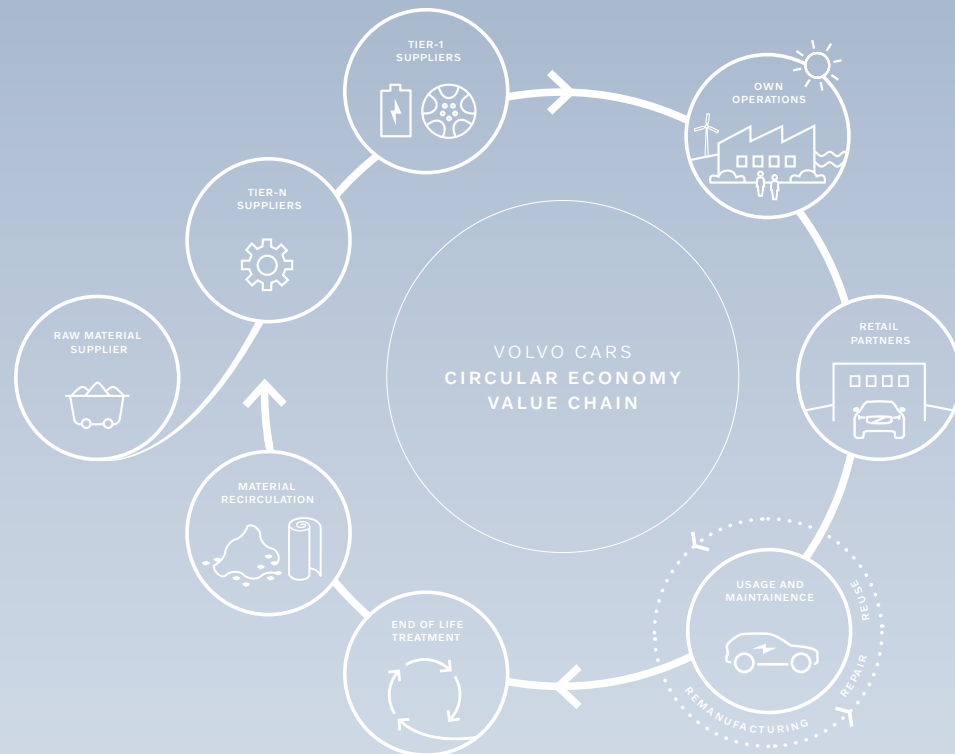 TIER-1
SUPPLIERS
OWN
OPERATIONS
TIER-N
SUPPLIERS
RAW MATERIAL
SUPPLIER
RETAIL
PARTNERS
VOLVO CARS
CIRCULAR ECONOMY
VALUE CHAIN
MATERIAL
RECIRCULATION
USAGE AND
MAINTAINENCE
REUSE
REPAIR
REMANUFACTURING
END OF LIFE
TREATMENT